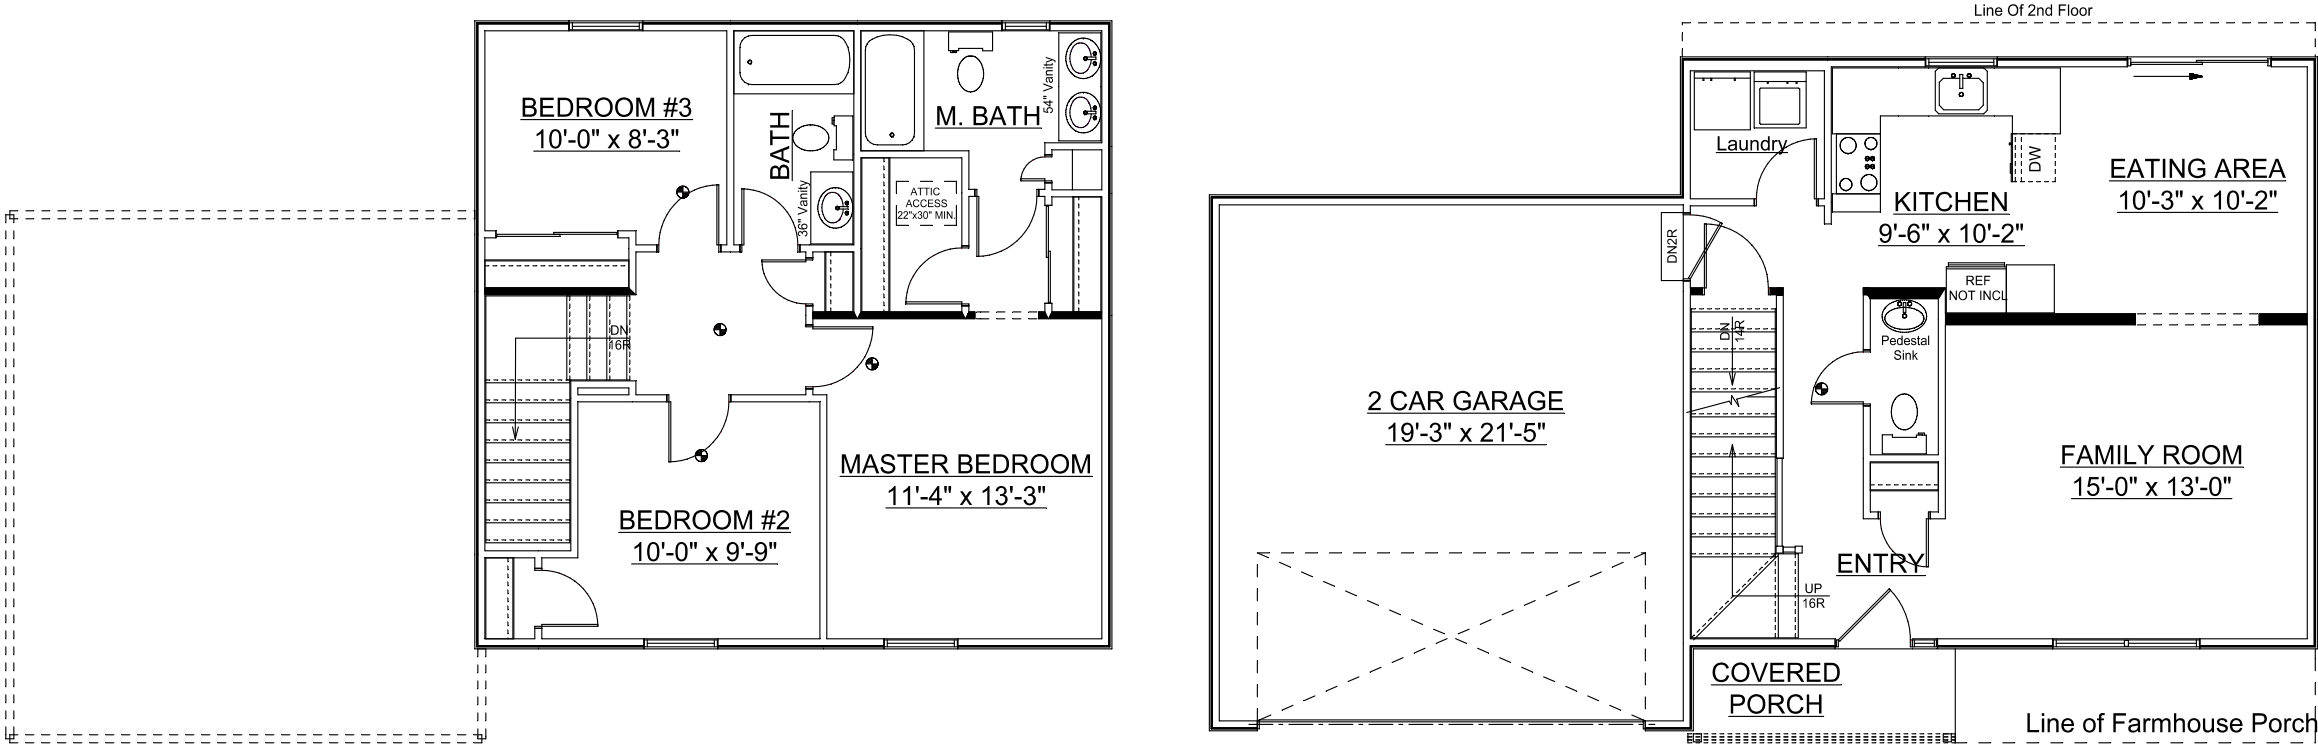 BEDROOM #3
10'-0" x 8'-3"
BATH
36" Vanity
M. BATH
54" Vanity
ATTIC
ACCESS
22"x30" MIN.
DN
16R
MASTER BEDROOM
11'-4" x 13'-3"
BEDROOM #2
10'-0" x 9'-9"
Line Of 2nd Floor
Laundry
DW
EATING AREA
10'-3" x 10'-2"
KITCHEN
9'-6" x 10'-2"
DN2R
REF
NOT INCL
DN
14R
Pedestal
Sink
2 CAR GARAGE
19'-3" x 21'-5"
FAMILY ROOM
15'-0" x 13'-0"
ENTRY
UP
16R
COVERED
PORCH
Line of Farmhouse Porch